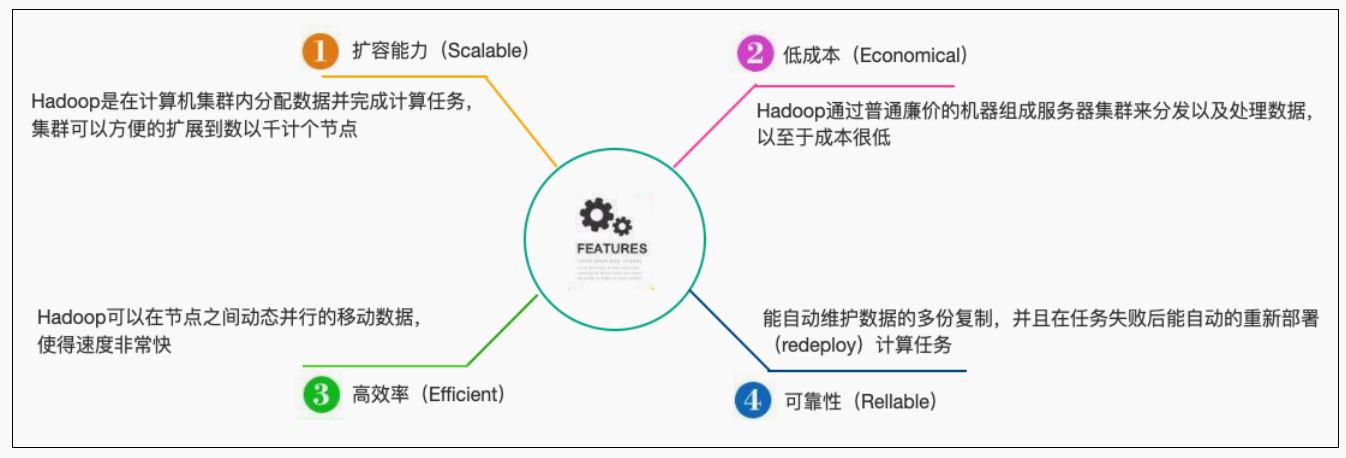 1 扩容能力（Scalable）
Hadoop是在计算机集群内分配数据并完成计算任务，
集群可以方便的扩展到数以千计个节点
2 低成本（Economical）
Hadoop通过普通廉价的机器组成服务器集群来分发以及处理数据，
以至于成本很低
FEATURES
Hadoop可以在节点之间动态并行的移动数据，
使得速度非常快
3 高效率（Efficient）
能自动维护数据的多份复制，并且在任务失败后能自动的重新部署
（redeploy）计算任务
4 可靠性（Rellable）